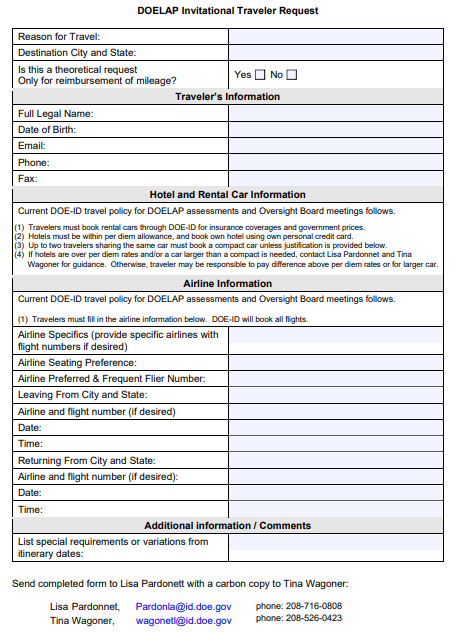 DOELAP Invitational Traveler Request
Reason for Travel:
Destination City and State:
Is this a theoretical request
Only for reimbursement of mileage?
Yes No
Traveler's Information
Full Legal Name:
Date of Birth:
Email:
Phone:
Fax:
Hotel and Rental Car Information
Current DOE-ID travel policy for DOELAP assessments and Oversight Board meetings follows.
(1) Travelers must book rental cars through DOE-ID for insurance coverages and government prices.
(2) Hotels must be within per diem allowance, and book own hotel using own personal credit card.
(3) Up to two travelers sharing the same car must book a compact car unless justification is provided below.
(4) If hotels are over per diem rates and/or a car larger than a compact is needed, contact Lisa Pardonnet and Tina
Wagoner for guidance. Otherwise, traveler may be responsible to pay difference above per diem rates or for larger car.
Airline Information
Current DOE-ID travel policy for DOELAP assessments and Oversight Board meetings follows.
(1) Travelers must fill in the airline information below. DOE-ID will book all flights.
Airline Specifics (provide specific airlines with
flight numbers if desired)
Airline Seating Preference:
Airline Preferred & Frequent Flier Number:
Leaving From City and State:
Airline and flight number (if desired)
Date:
Time:
Returning From City and State:
Airline and flight number (if desired):
Date:
Time:
Additional information / Comments
List special requirements or variations from
itinerary dates:
Send completed form to Lisa Pardonett with a carbon copy to Tina Wagoner:
Lisa Pardonnet, Pardonla@id.doe.gov phone: 208-716-0808
Tina Wagoner, wagonetl@id.doe.gov phone: 208-526-0423